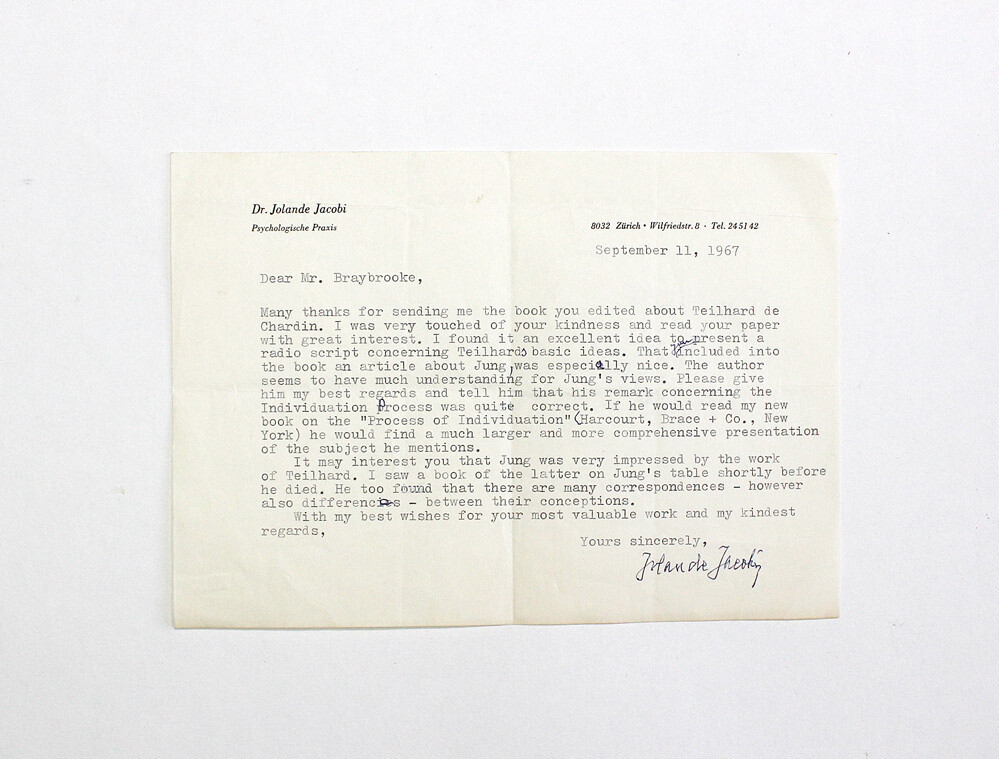 Dr. Jolande Jacobi
Psychologische Praxis
8032 Zürich • Wilfriedstr. 8 · Tel. 24 51 42
September 11, 1967
Dear Mr. Braybrooke,
Many thanks for sending me the book you edited about Teilhard de
Chardin. I was very touched of your kindness and read your paper
with great interest. I found it an excellent idea to present a
radio script concerning Teilhards basic ideas. That included into
the book an article about Jung, was especially nice. The author
seems to have much understanding for Jung's views. Please give
him my best regards and tell him that his remark concerning the
Individuation Process was quite correct. If he would read my new
book on the "Process of Individuation" (Harcourt, Brace + Co., New
York) he would find a much larger and more comprehensive presentation
of the subject he mentions.
It may interest you that Jung was very impressed by the work
of Teilhard. I saw a book of the latter on Jung's table shortly before
he died. He too found that there are many correspondences - however
also differencies - between their conceptions.
With my best wishes for your most valuable work and my kindest
regards,
Yours sincerely,
Jolande Jacobi